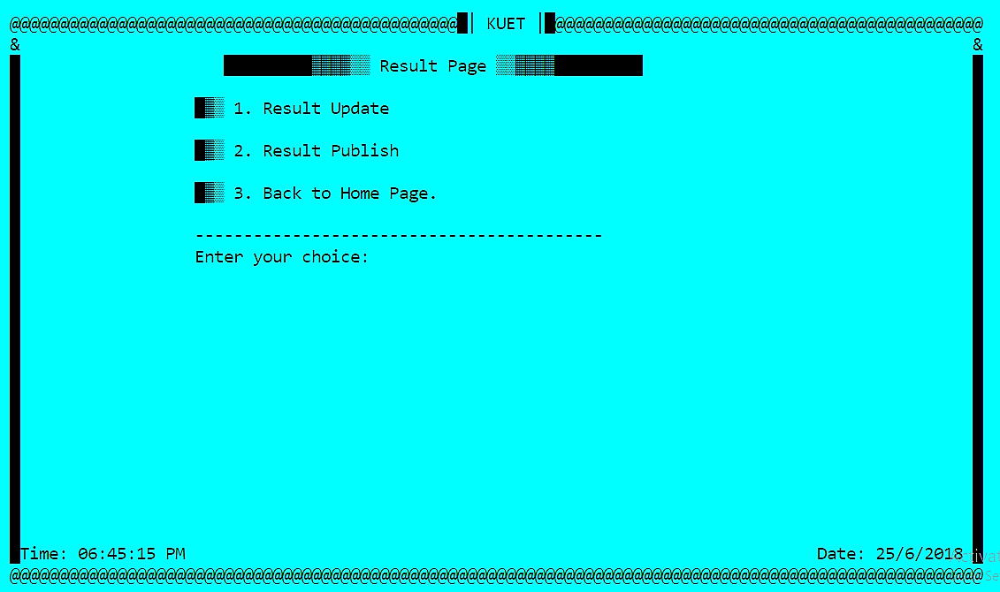 @@@@@@@@@@@@@@@@@@@@@@@@@@@@@@@@@@@@@@@@@@@@@@█│ KUET │█@@@@@@@@@@@@@@@@@@@@@@@@@@@@@@@@@@@@@@@@@@@@
& &
█████████▓▓▓▓▒▒ Result Page ▒▒▓▓▓▓█████████
█▓▒ 1. Result Update
█▓▒ 2. Result Publish
█▓▒ 3. Back to Home Page.
------------------------------------------
Enter your choice:
Time: 06:45:15 PM Date: 25/6/2018
@@@@@@@@@@@@@@@@@@@@@@@@@@@@@@@@@@@@@@@@@@@@@@@@@@@@@@@@@@@@@@@@@@@@@@@@@@@@@@@@@@@@@@@@@@@@@@@@@@@@